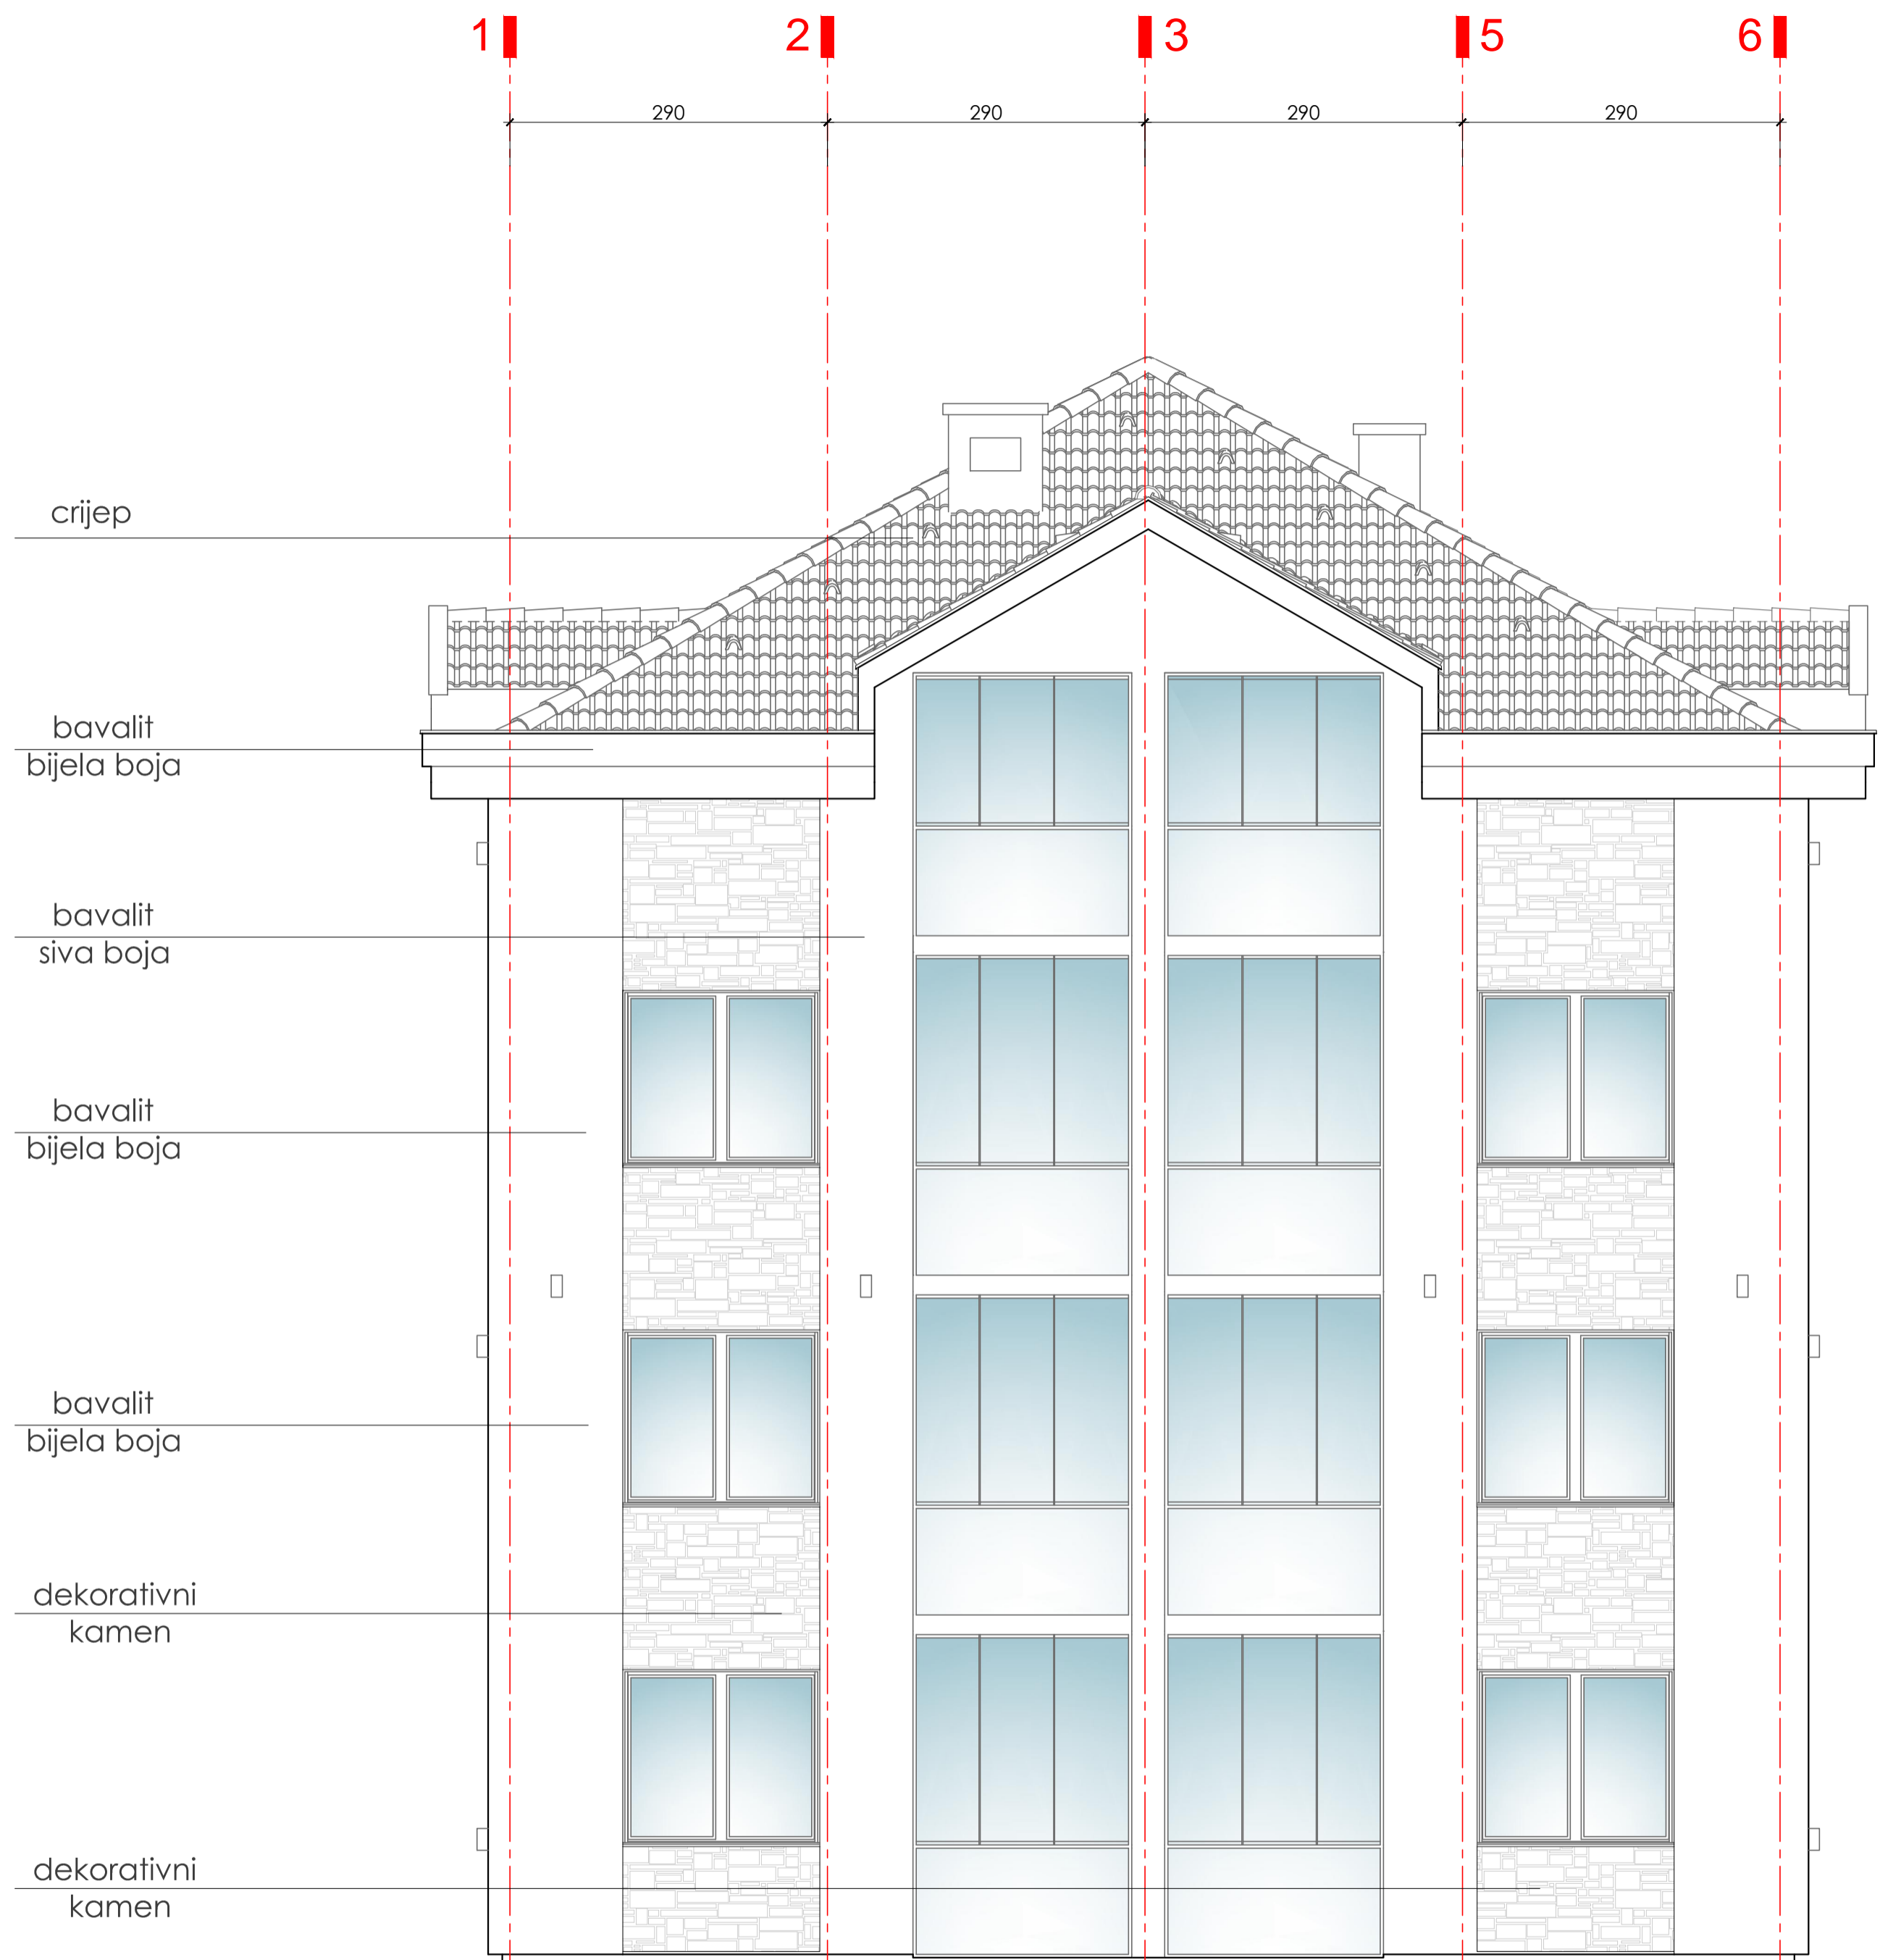 1 2 3 5 6
290 290 290 290
crijep
bavalit
bijela boja
bavalit
siva boja
bavalit
bijela boja
bavalit
bijela boja
dekorativni
kamen
dekorativni
kamen